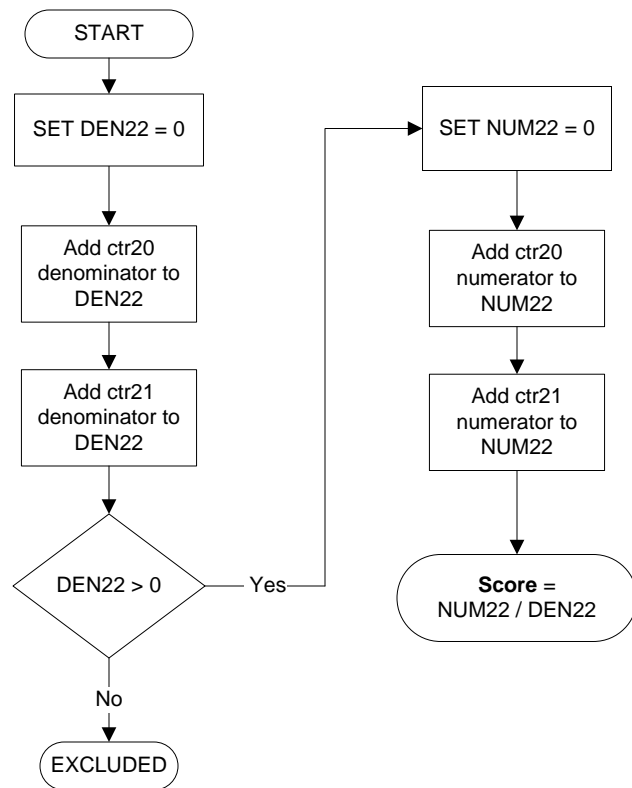 START
SET DEN22 = 0
Add ctr20
denominator to
DEN22
Add ctr21
denominator to
DEN22
DEN22 > 0
Yes
No
EXCLUDED
SET NUM22 = 0
Add ctr20
numerator to
NUM22
Add ctr21
numerator to
NUM22
Score =
NUM22 / DEN22